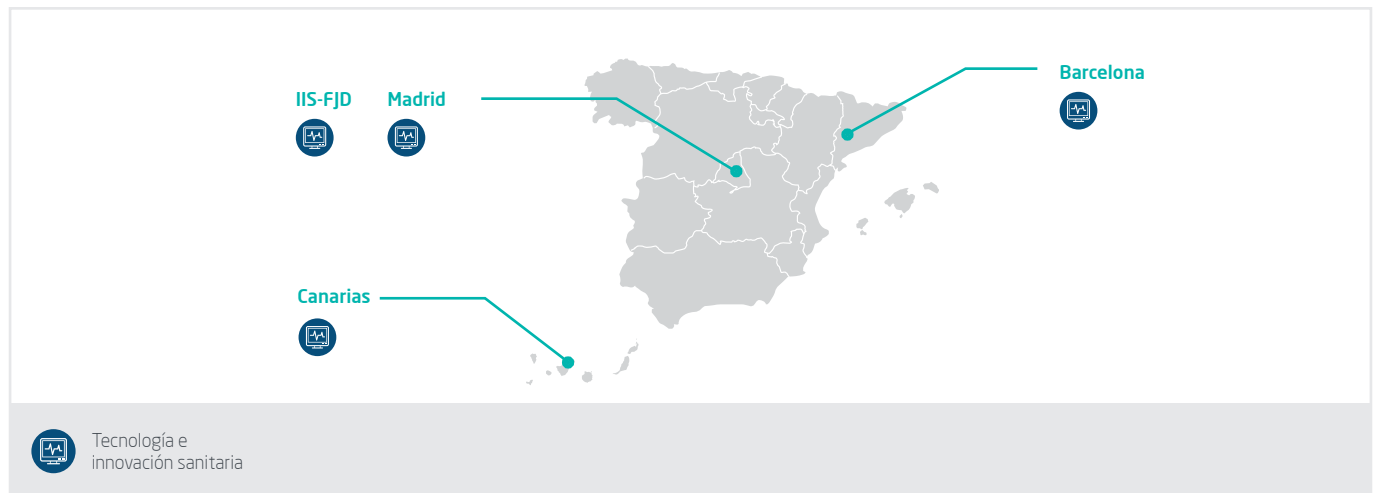 IIS-FJD
Madrid
Barcelona
Canarias
Tecnología e
innovación sanitaria